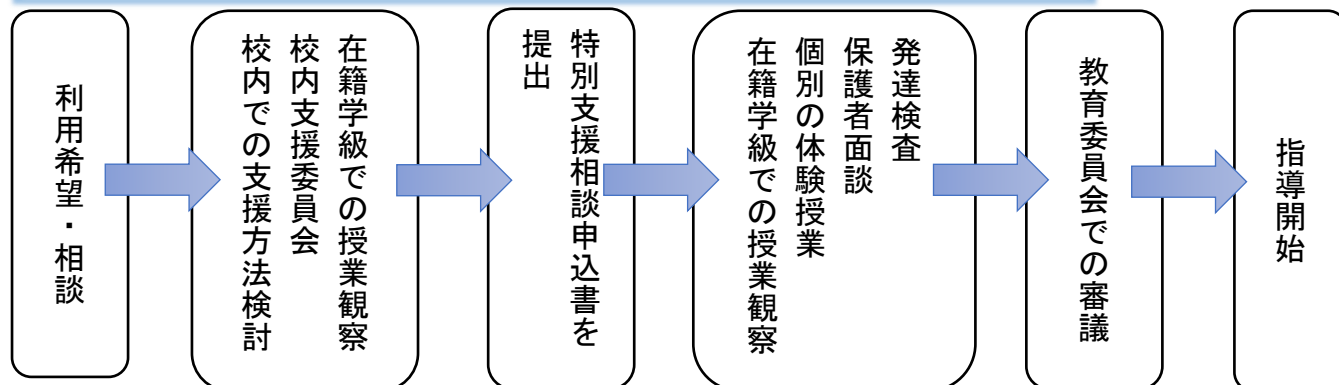 利用希望・相談
在籍学級での授業観察
校内支援委員会
校内での支援方法検討
特別支援相談申込書を
提出
発達検査
保護者面談
個別の体験授業
在籍学級での授業観察
教育委員会での審議
指導開始